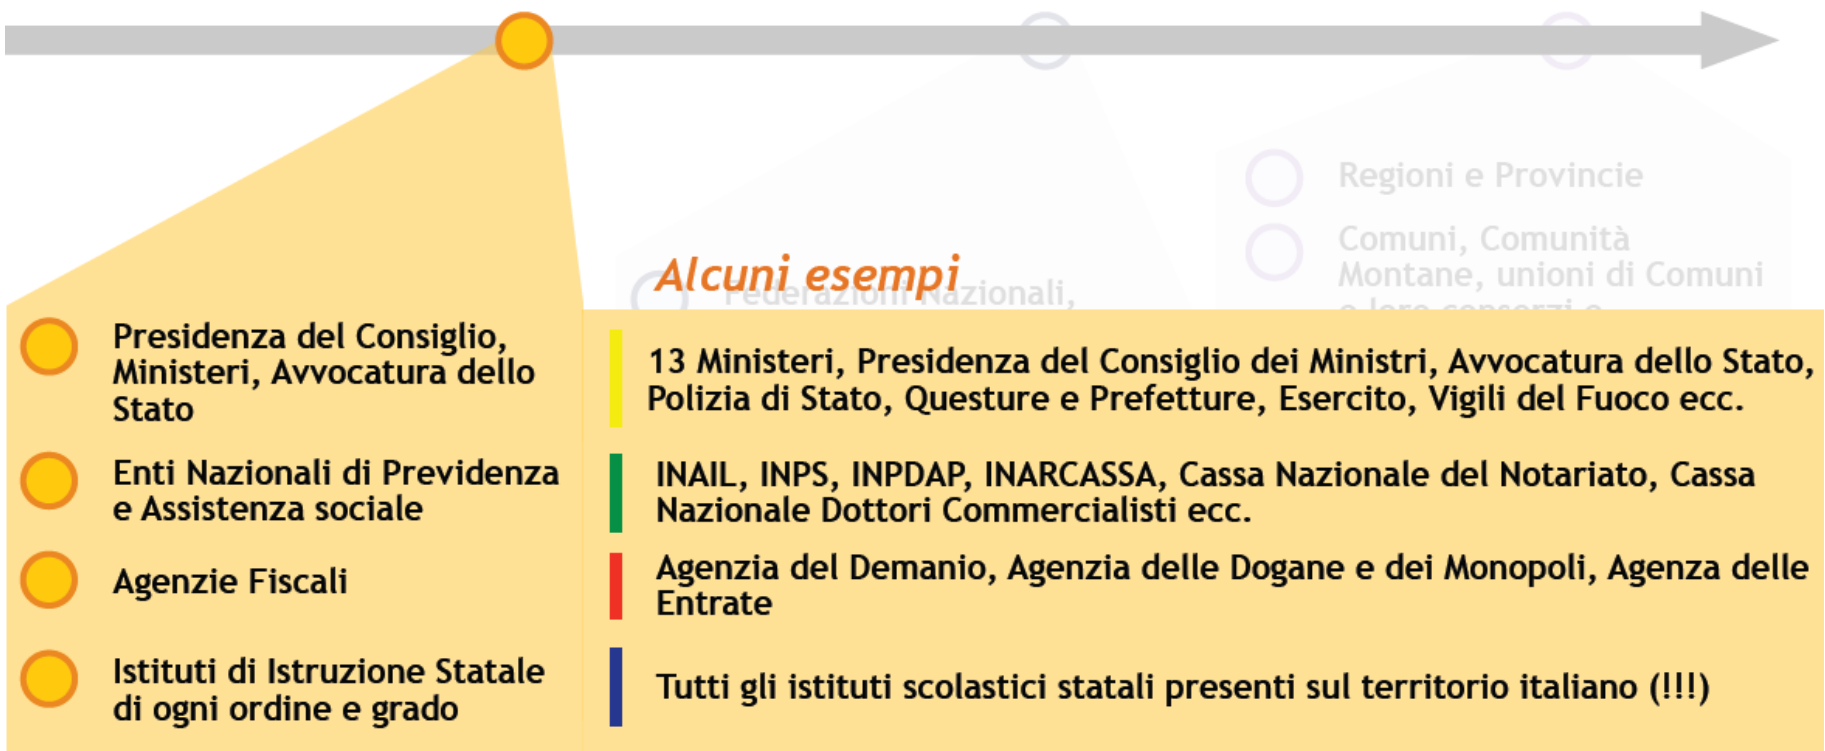 Regioni e Provincie
Comuni, Comunità
Montane, unioni di Comuni
e loro consorzi e
Alcuni esempi
Federazioni Nazionali,
Presidenza del Consiglio,
Ministeri, Avvocatura dello
Stato
13 Ministeri, Presidenza del Consiglio dei Ministri, Avvocatura dello Stato,
Polizia di Stato, Questure e Prefetture, Esercito, Vigili del Fuoco ecc.
Enti Nazionali di Previdenza
e Assistenza sociale
INAIL, INPS, INPDAP, INARCASSA, Cassa Nazionale del Notariato, Cassa
Nazionale Dottori Commercialisti ecc.
Agenzie Fiscali
Agenzia del Demanio, Agenzia delle Dogane e dei Monopoli, Agenza delle
Entrate
Istituti di Istruzione Statale
di ogni ordine e grado
Tutti gli istituti scolastici statali presenti sul territorio italiano (!!!)